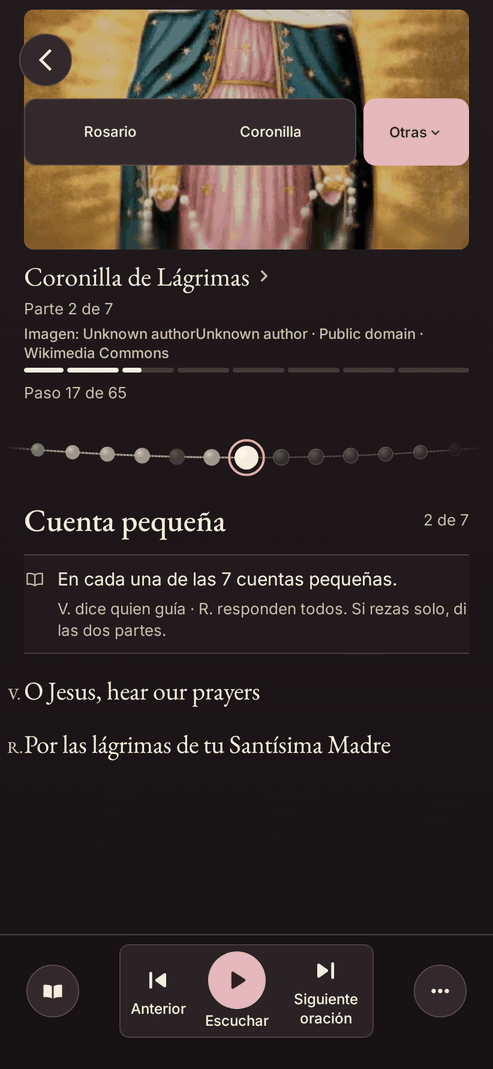 Rosario
Coronilla
Otras
Coronilla de Lágrimas
Parte 2 de 7
Imagen: Unknown authorUnknown author · Public domain ·
Wikimedia Commons
Paso 17 de 65
Cuenta pequeña
2 de 7
En cada una de las 7 cuentas pequeñas.
V. dice quien guía · R. responden todos. Si rezas solo, di
las dos partes.
V. O Jesus, hear our prayers
R. Por las lágrimas de tu Santísima Madre
Anterior
Escuchar
Siguiente
oración